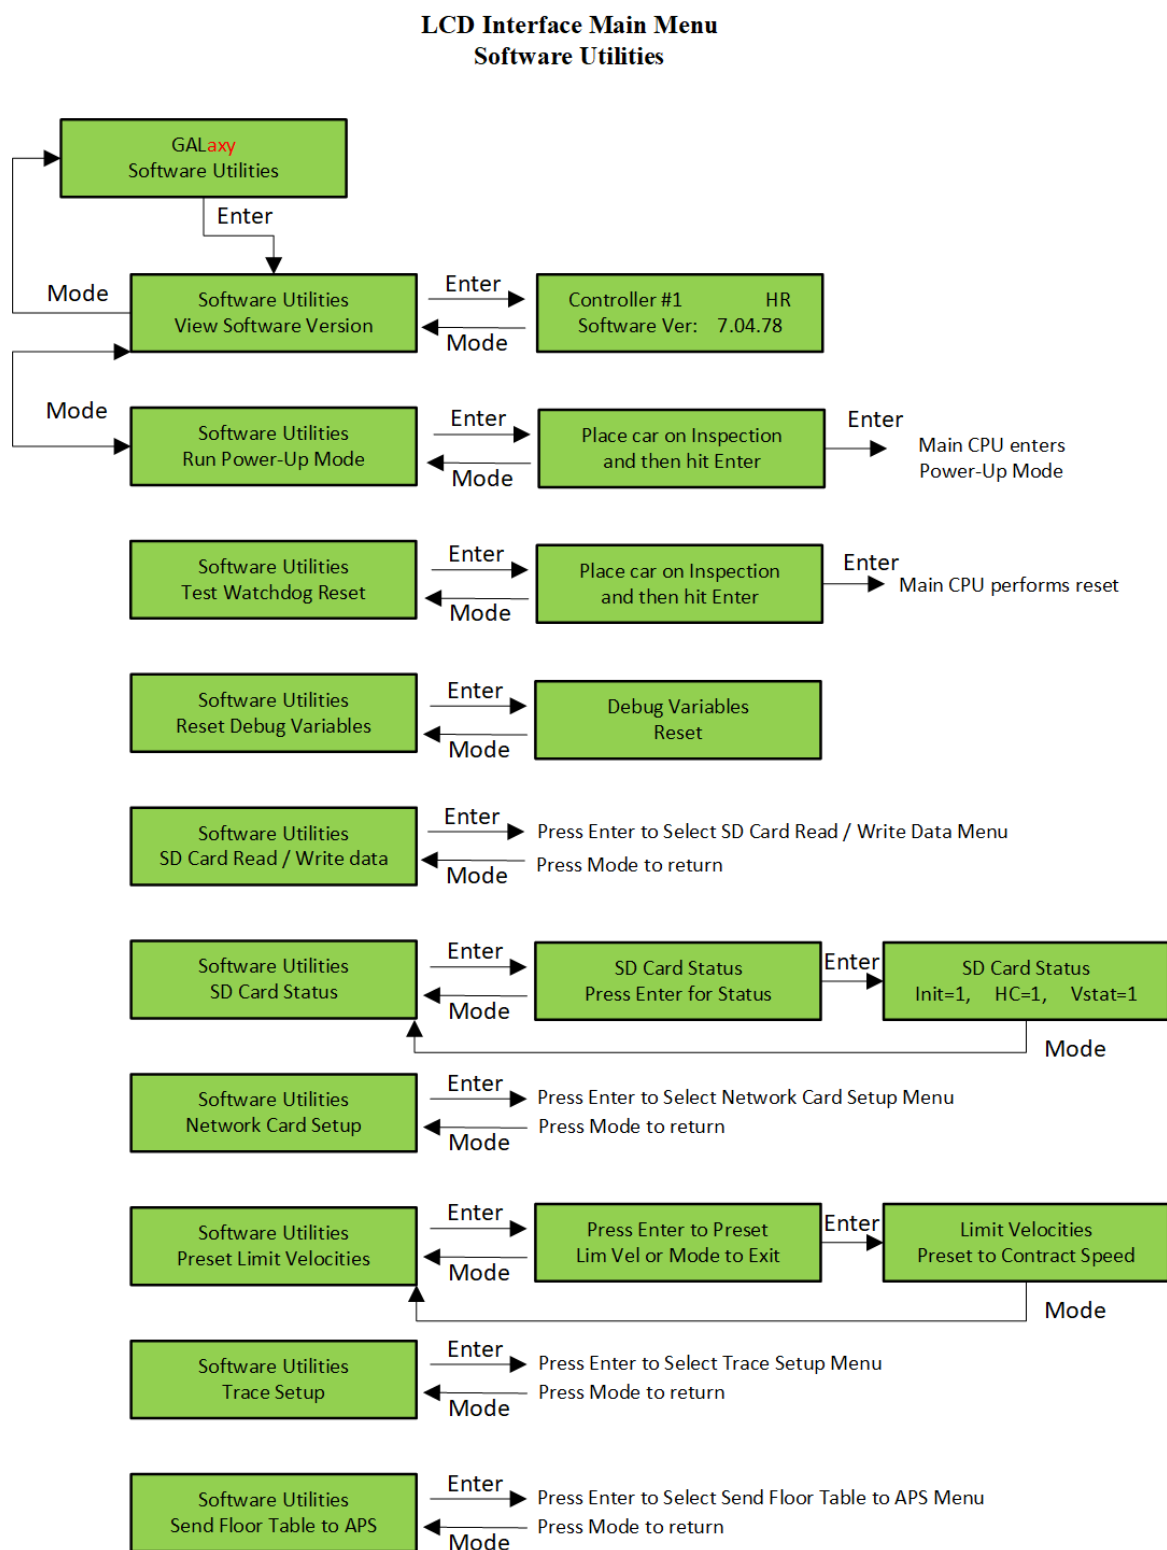 LCD Interface Main Menu
Software Utilities
GALaxy
Software Utilities
Enter
Mode
Software Utilities
View Software Version
Enter
Mode
Controller #1 HR
Software Ver: 7.04.78
Mode
Software Utilities
Run Power-Up Mode
Enter
Mode
Place car on Inspection
and then hit Enter
Enter
Main CPU enters
Power-Up Mode
Software Utilities
Test Watchdog Reset
Enter
Mode
Place car on Inspection
and then hit Enter
Enter
Main CPU performs reset
Software Utilities
Reset Debug Variables
Enter
Mode
Debug Variables
Reset
Software Utilities
SD Card Read / Write data
Enter
Mode
Press Enter to Select SD Card Read / Write Data Menu
Press Mode to return
Software Utilities
SD Card Status
Enter
Mode
SD Card Status
Press Enter for Status
Enter
SD Card Status
Init=1, HC=1, Vstat=1
Mode
Software Utilities
Network Card Setup
Enter
Mode
Press Enter to Select Network Card Setup Menu
Press Mode to return
Software Utilities
Preset Limit Velocities
Enter
Mode
Press Enter to Preset
Lim Vel or Mode to Exit
Enter
Limit Velocities
Preset to Contract Speed
Mode
Software Utilities
Trace Setup
Enter
Mode
Press Enter to Select Trace Setup Menu
Press Mode to return
Software Utilities
Send Floor Table to APS
Enter
Mode
Press Enter to Select Send Floor Table to APS Menu
Press Mode to return